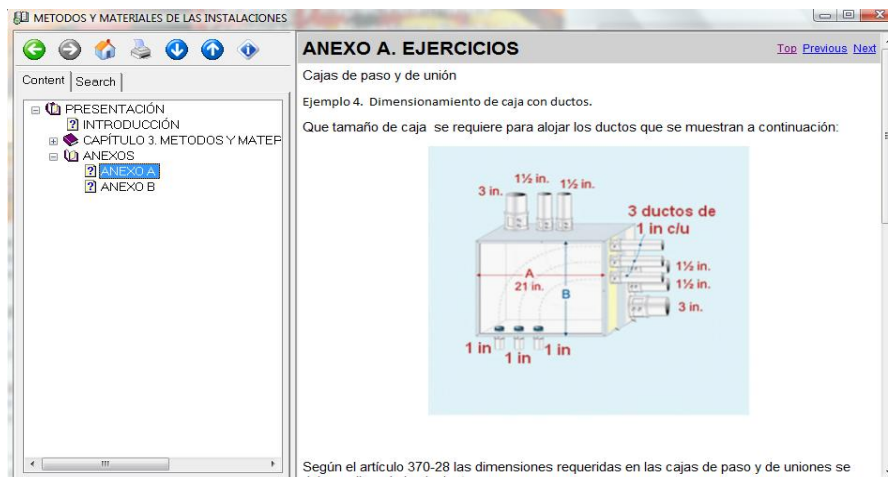 METODOS Y MATERIALES DE LAS INSTALACIONES
Content Search
PRESENTACIÓN
INTRODUCCIÓN
CAPÍTULO 3. METODOS Y MATER
ANEXOS
ANEXO A
ANEXO B
ANEXO A. EJERCICIOS
Top Previous Next
Cajas de paso y de unión
Ejemplo 4. Dimensionamiento de caja con ductos.
Que tamaño de caja se requiere para alojar los ductos que se muestran a continuación:
3 in.
1½ in.
1½ in.
3 ductos de
1 in c/u
A
21 in.
B
1½ in.
1½ in.
3 in.
1 in
1 in
1 in
Según el artículo 370-28 las dimensiones requeridas en las cajas de paso y de uniones se